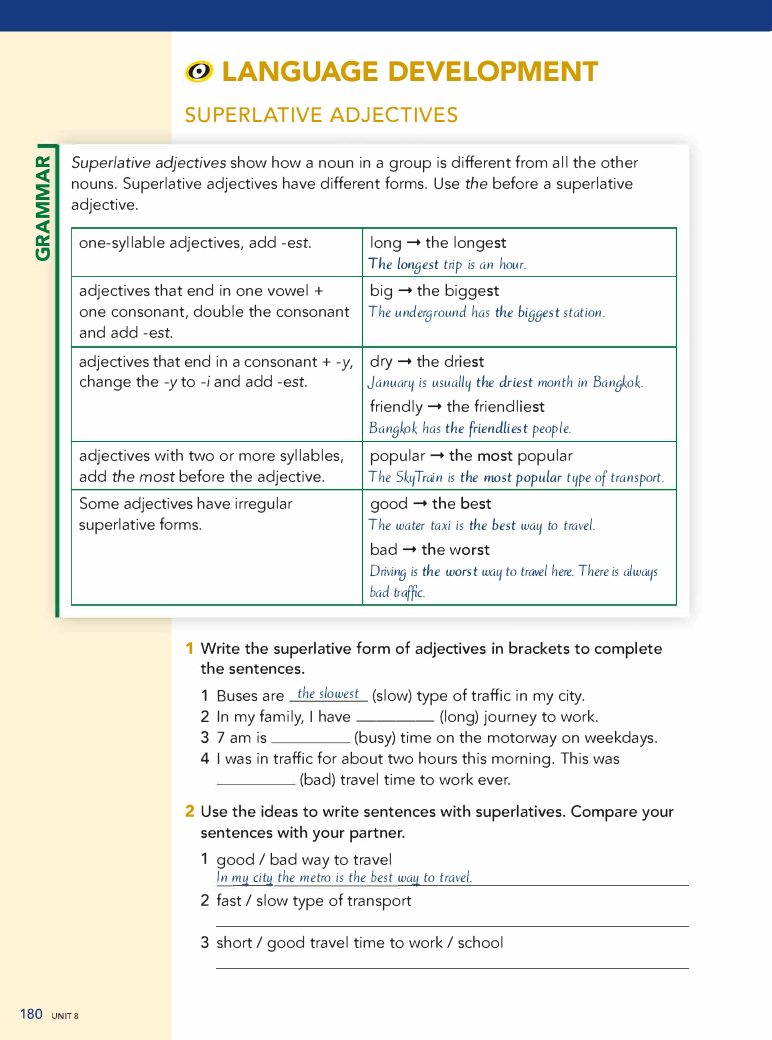 LANGUAGE DEVELOPMENT
SUPERLATIVE ADJECTIVES
GRAMMAR
Superlative adjectives show how a noun in a group is different from all the other
nouns. Superlative adjectives have different forms. Use the before a superlative
adjective.
one-syllable adjectives, add -est.
long → the longest
The longest trip is an hour.
adjectives that end in one vowel +
one consonant, double the consonant
and add -est.
big → the biggest
The underground has the biggest station.
adjectives that end in a consonant + -y,
change the -y to -i and add -est.
dry → the driest
January is usually the driest month in Bangkok.
friendly → the friendliest
Bangkok has the friendliest people.
adjectives with two or more syllables,
add the most before the adjective.
popular → the most popular
The SkyTrain is the most popular type of transport.
Some adjectives have irregular
superlative forms.
good → the best
The water taxi is the best way to travel.
bad → the worst
Driving is the worst way to travel here. There is always
bad traffic.
1 Write the superlative form of adjectives in brackets to complete
the sentences.
1 Buses are the slowest (slow) type of traffic in my city.
2 In my family, I have __________ (long) journey to work.
3 7 am is __________ (busy) time on the motorway on weekdays.
4 I was in traffic for about two hours this morning. This was
__________ (bad) travel time to work ever.
2 Use the ideas to write sentences with superlatives. Compare your
sentences with your partner.
1 good / bad way to travel
In my city the metro is the best way to travel.
2 fast / slow type of transport
3 short / good travel time to work / school
180 UNIT 8